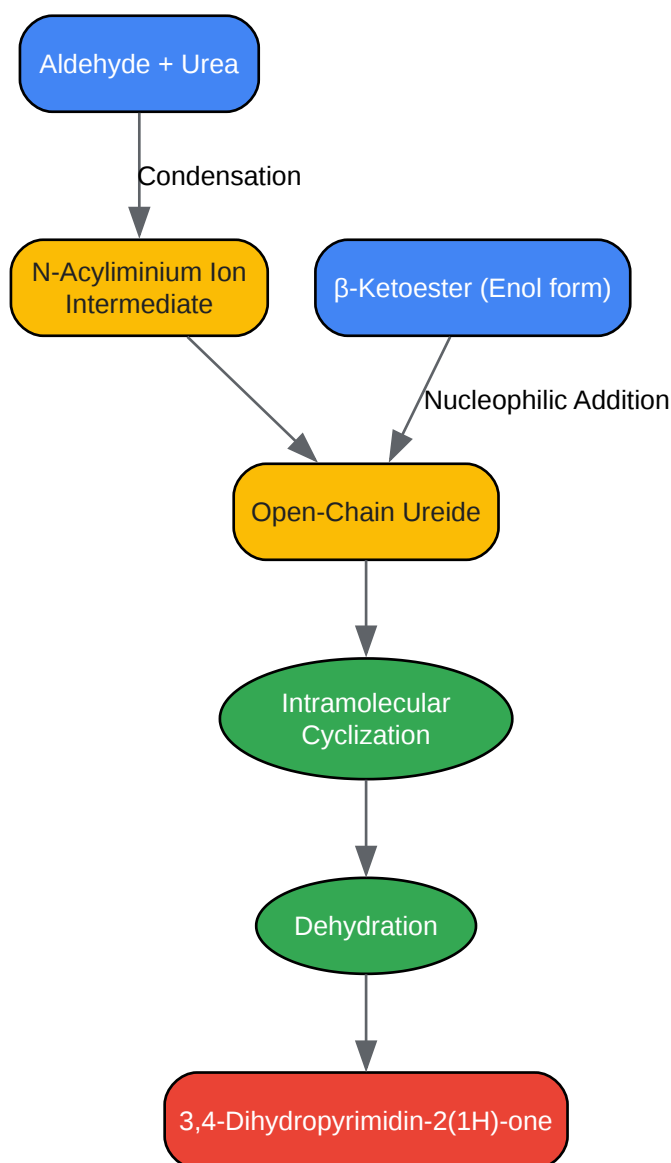 Aldehyde + Urea
Condensation
N-Acyliminium Ion
Intermediate
β-Ketoester (Enol form)
Nucleophilic Addition
Open-Chain Ureide
Intramolecular
Cyclization
Dehydration
3,4-Dihydropyrimidin-2(1H)-one